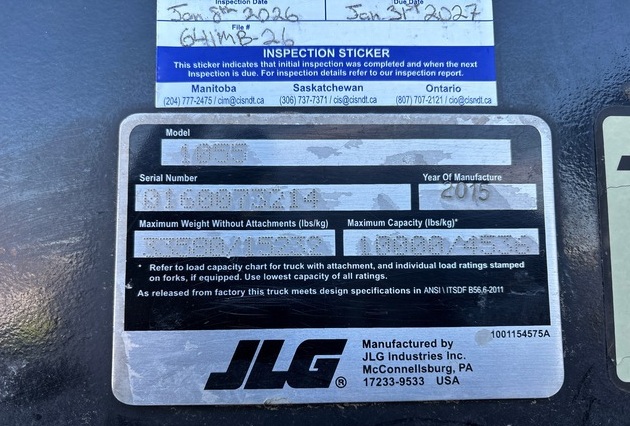 Inspection Date
Due Date
Jan. 8th 2026
Jan. 31st 2027
File #
641MB-26
INSPECTION STICKER
This sticker indicates that initial inspection was completed and when the next
Inspection is due. For inspection details refer to our inspection report.
Manitoba
Saskatchewan
Ontario
(204) 777-2475 / cim@cisndt.ca
(306) 737-7371 / cis@cisndt.ca
(807) 707-2121 / cio@cisndt.ca
Model
1055
Serial Number
Year Of Manufacture
0160073214
2015
Maximum Weight Without Attachments (lbs/kg)
Maximum Capacity (lbs/kg)*
10000/4536
* Refer to load capacity chart for truck with attachment, and individual load ratings stamped
on forks, if equipped. Use lowest capacity of all ratings.
As released from factory this truck meets design specifications in ANSI \ ITSDF B56.6-2011
1001154575A
JLG®
Manufactured by
JLG Industries Inc.
McConnellsburg, PA
17233-9533 USA